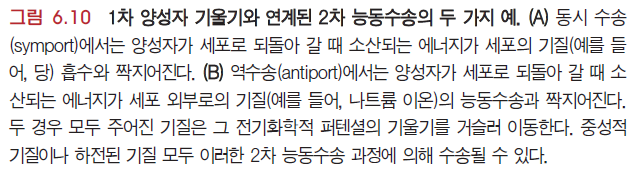 그림 6.10 1차 양성자 기울기와 연계된 2차 능동수송의 두 가지 예. (A) 동시 수송
(symport)에서는 양성자가 세포로 되돌아 갈 때 소산되는 에너지가 세포의 기질(예를 들
어, 당) 흡수와 짝지어진다. (B) 역수송(antiport)에서는 양성자가 세포로 되돌아 갈 때 소
산되는 에너지가 세포 외부로의 기질(예를 들어, 나트륨 이온)의 능동수송과 짝지어진다.
두 경우 모두 주어진 기질은 그 전기화학적 퍼텐셜의 기울기를 거슬러 이동한다. 중성적
기질이나 하전된 기질 모두 이러한 2차 능동수송 과정에 의해 수송될 수 있다.